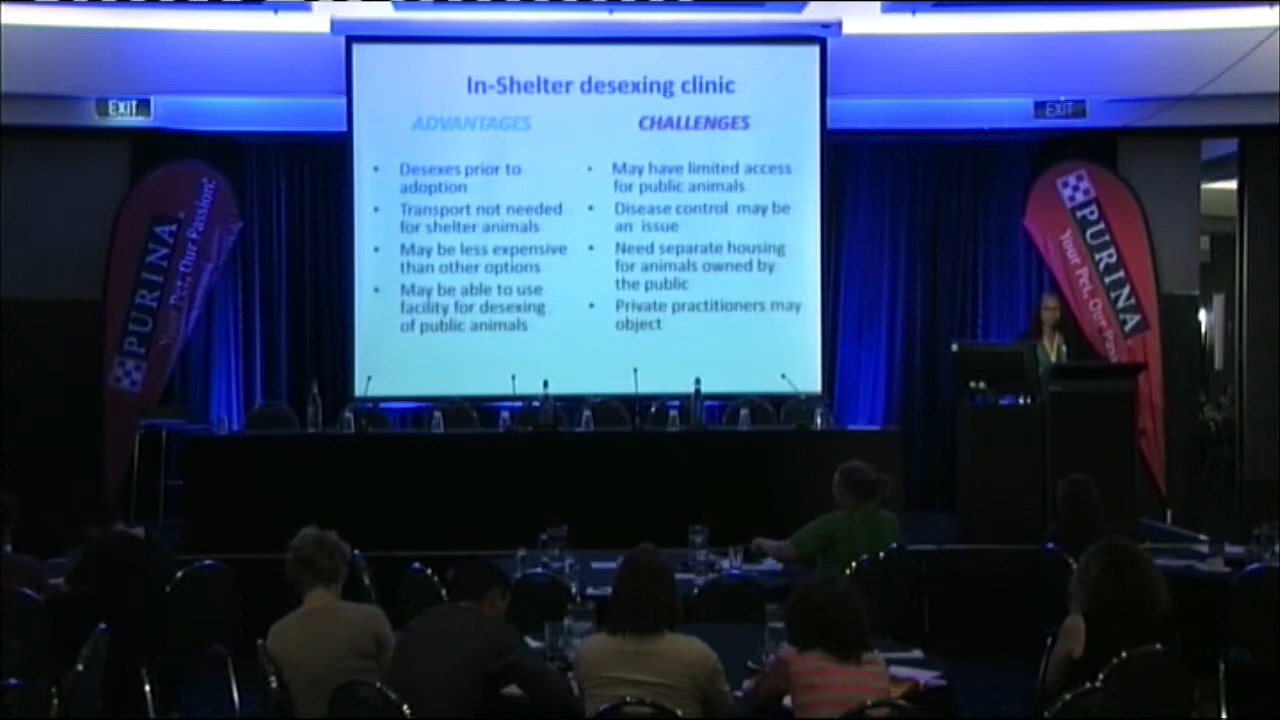 In-Shelter desexing clinic
ADVANTAGES
• Desexes prior to
adoption
• Transport not needed
for shelter animals
• May be less expensive
than other options
• May be able to use
facility for desexing
of public animals
CHALLENGES
• May have limited access
for public animals
• Disease control may be
an issue
• Need separate housing
for animals owned by
the public
• Private practitioners may
object
EXIT
EXIT
PURINA
Your Pet, Our Passion.
PURINA
Your Pet, Our